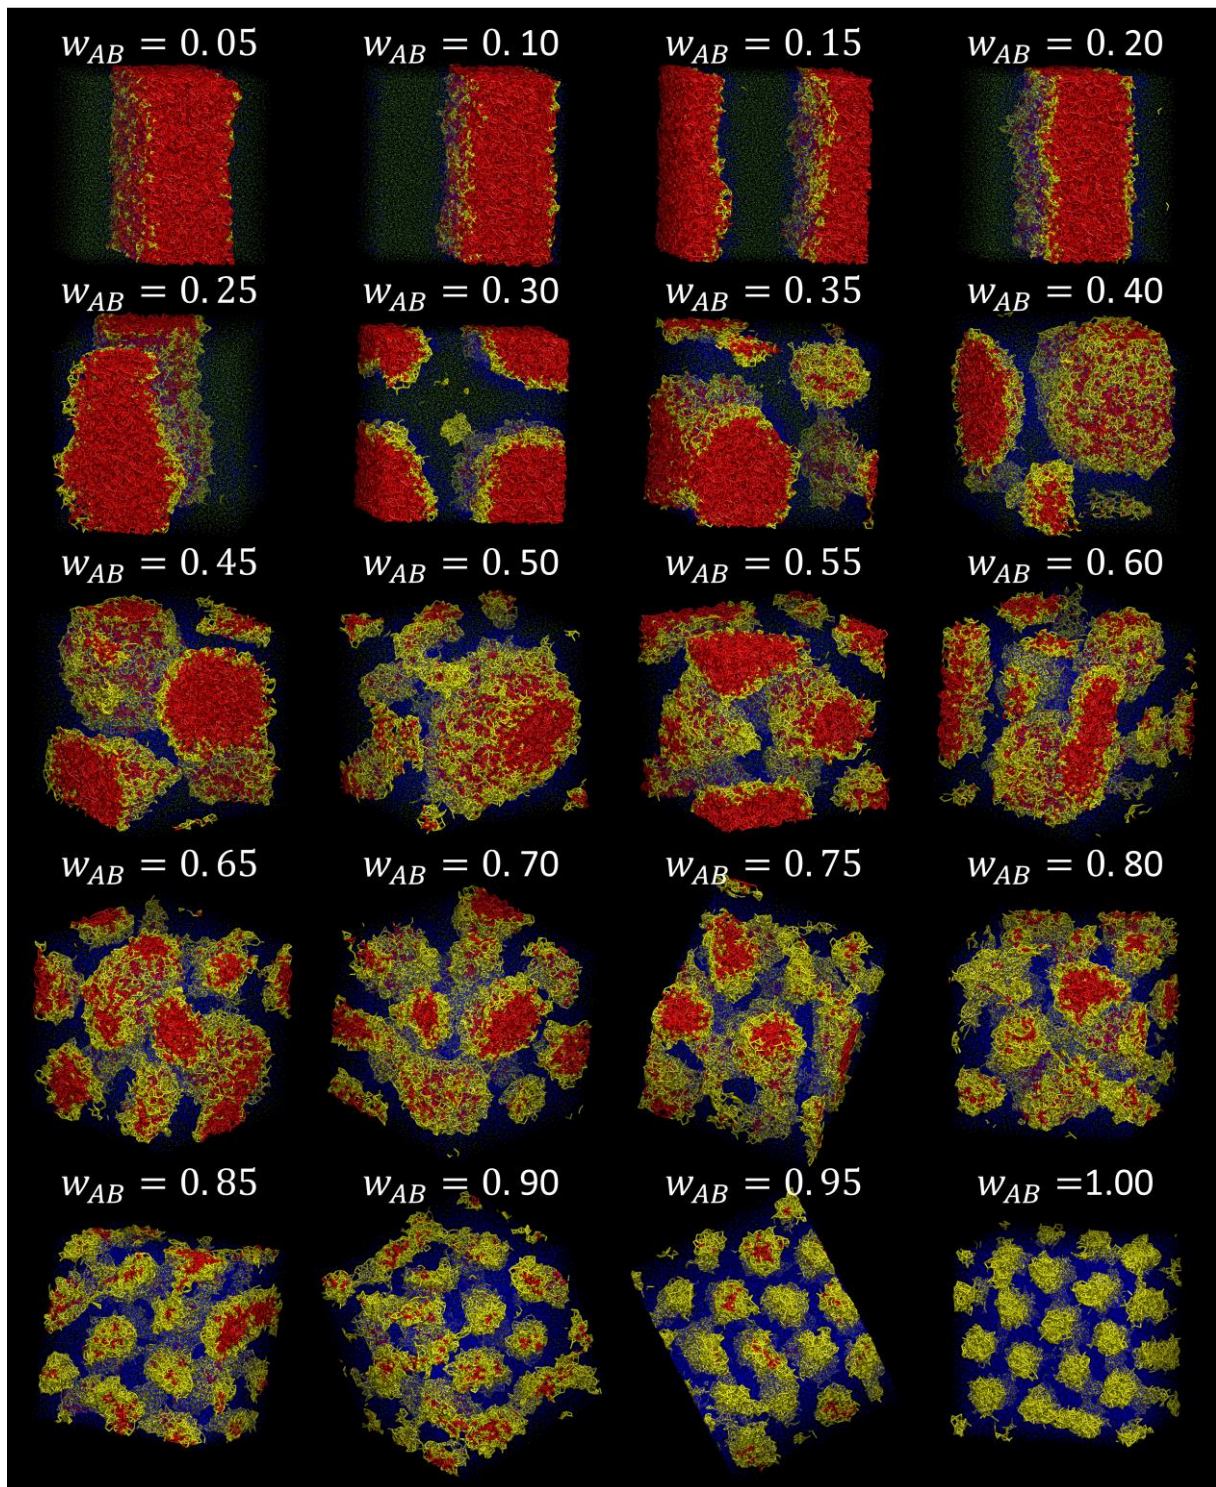 w_AB = 0.05 w_AB = 0.10 w_AB = 0.15 w_AB = 0.20
w_AB = 0.25 w_AB = 0.30 w_AB = 0.35 w_AB = 0.40
w_AB = 0.45 w_AB = 0.50 w_AB = 0.55 w_AB = 0.60
w_AB = 0.65 w_AB = 0.70 w_AB = 0.75 w_AB = 0.80
w_AB = 0.85 w_AB = 0.90 w_AB = 0.95 w_AB =1.00